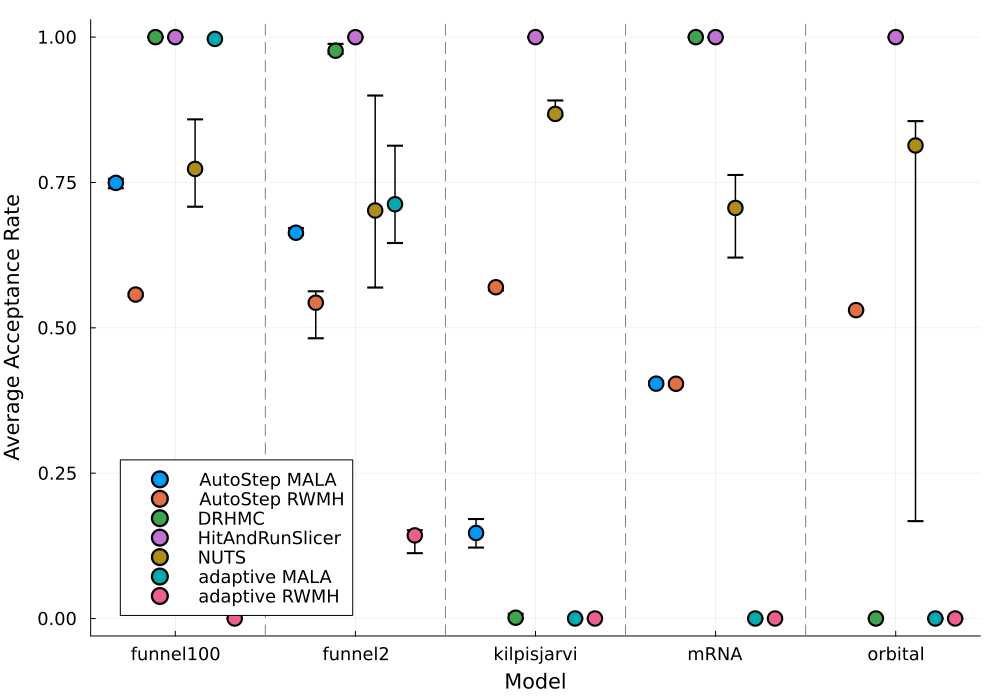 Average Acceptance Rate
1.00
0.75
0.50
0.25
0.00
AutoStep MALA
AutoStep RWMH
DRHMC
HitAndRunSlicer
NUTS
adaptive MALA
adaptive RWMH
funnel100 funnel2 kilpisjarvi mRNA orbital
Model